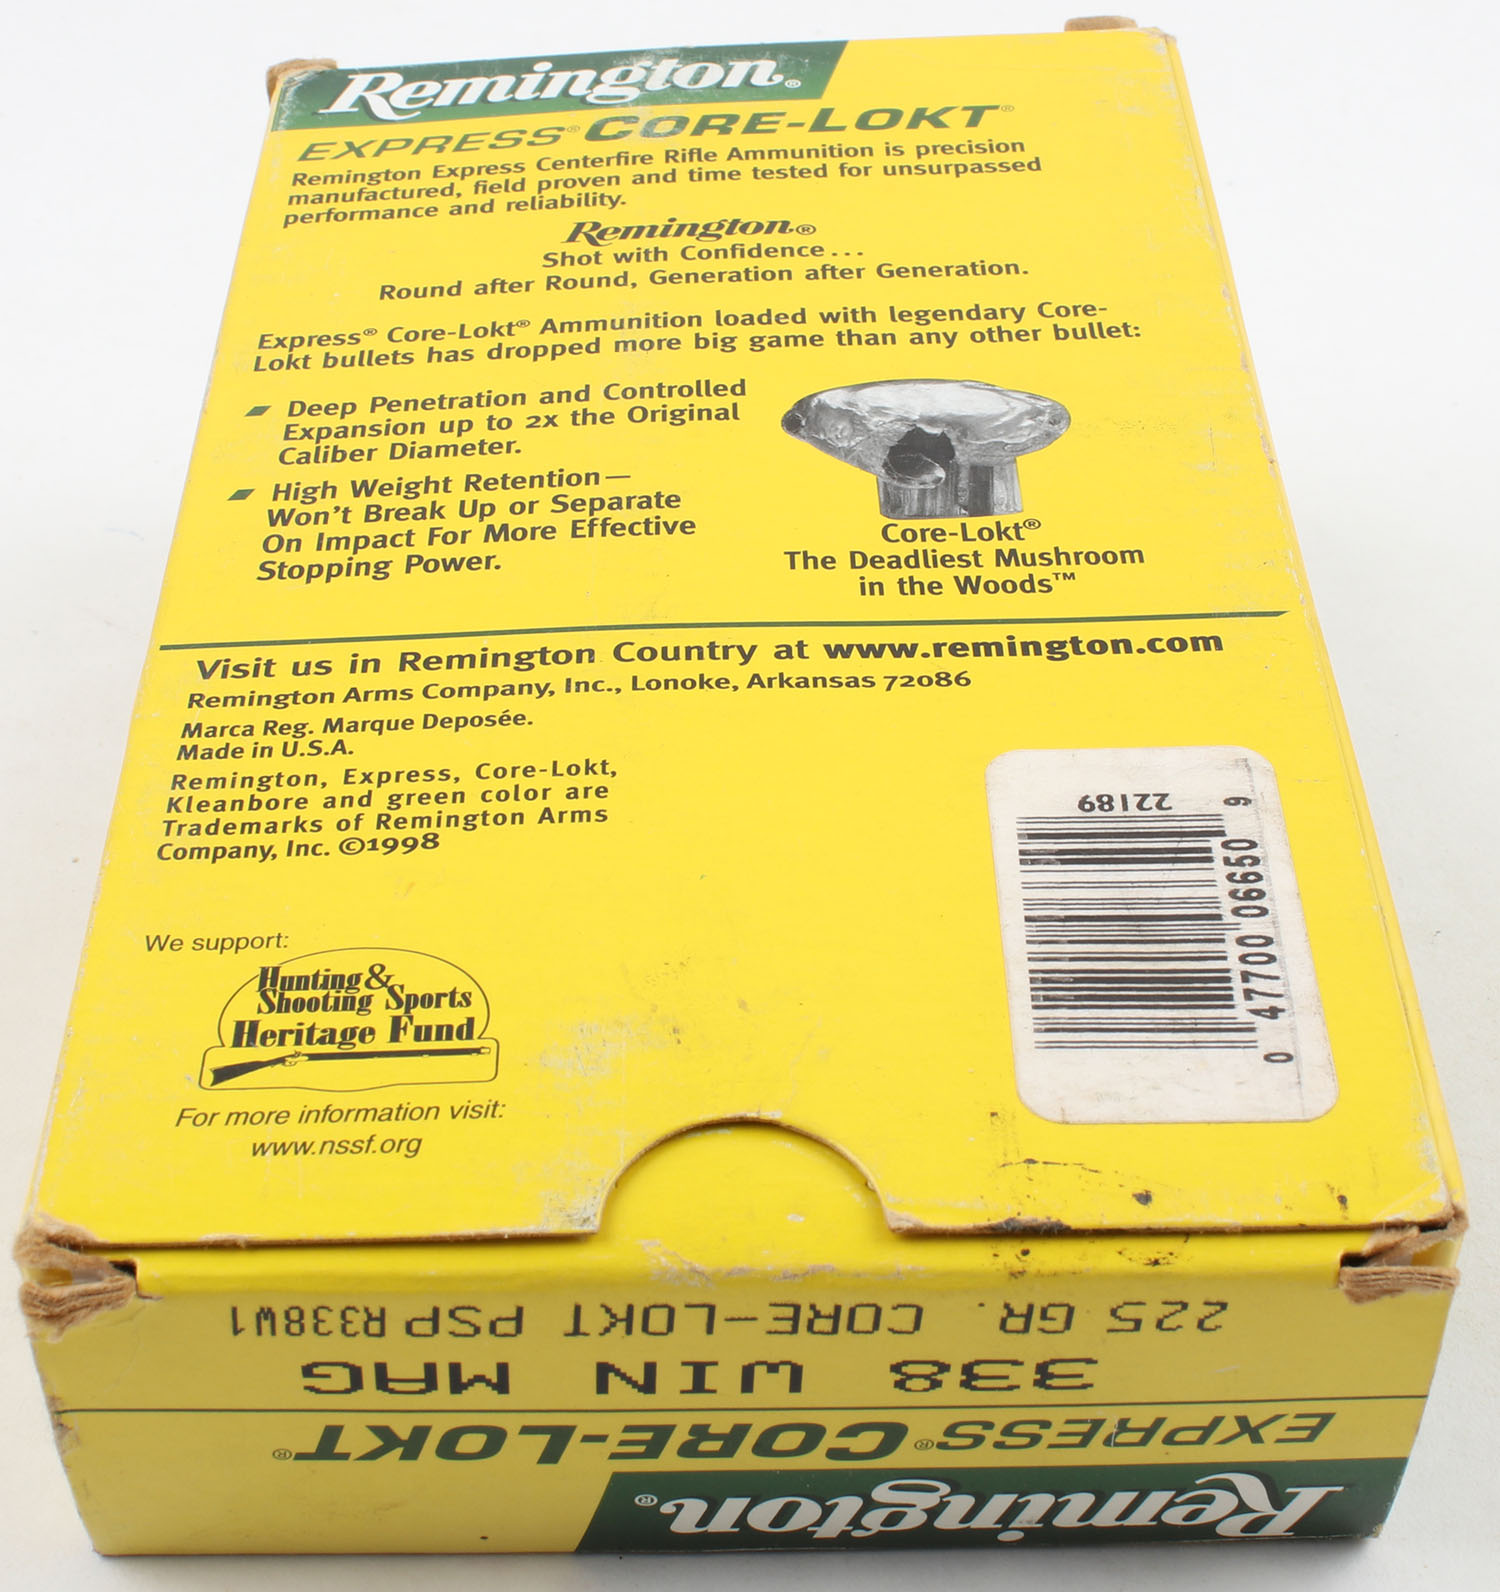 Remington®
EXPRESS® CORE-LOKT®
Remington Express Centerfire Rifle Ammunition is precision
manufactured, field proven and time tested for unsurpassed
performance and reliability.
Remington®
Shot with Confidence...
Round after Round, Generation after Generation.
Express® Core-Lokt® Ammunition loaded with legendary Core-
Lokt bullets has dropped more big game than any other bullet:
Deep Penetration and Controlled
Expansion up to 2x the Original
Caliber Diameter.
High Weight Retention—
Won't Break Up or Separate
On Impact For More Effective
Stopping Power.
Core-Lokt®
The Deadliest Mushroom
in the Woods™
Visit us in Remington Country at www.remington.com
Remington Arms Company, Inc., Lonoke, Arkansas 72086
Marca Reg. Marque Deposée.
Made in U.S.A.
Remington, Express, Core-Lokt,
Kleanbore and green color are
Trademarks of Remington Arms
Company, Inc. ©1998
22189
0 47700 06650 9
We support:
Hunting &
Shooting Sports
Heritage Fund
For more information visit:
www.nssf.org
Remington®
EXPRESS® CORE-LOKT®
338 WIN MAG
225 GR. CORE-LOKT PSP R338W1